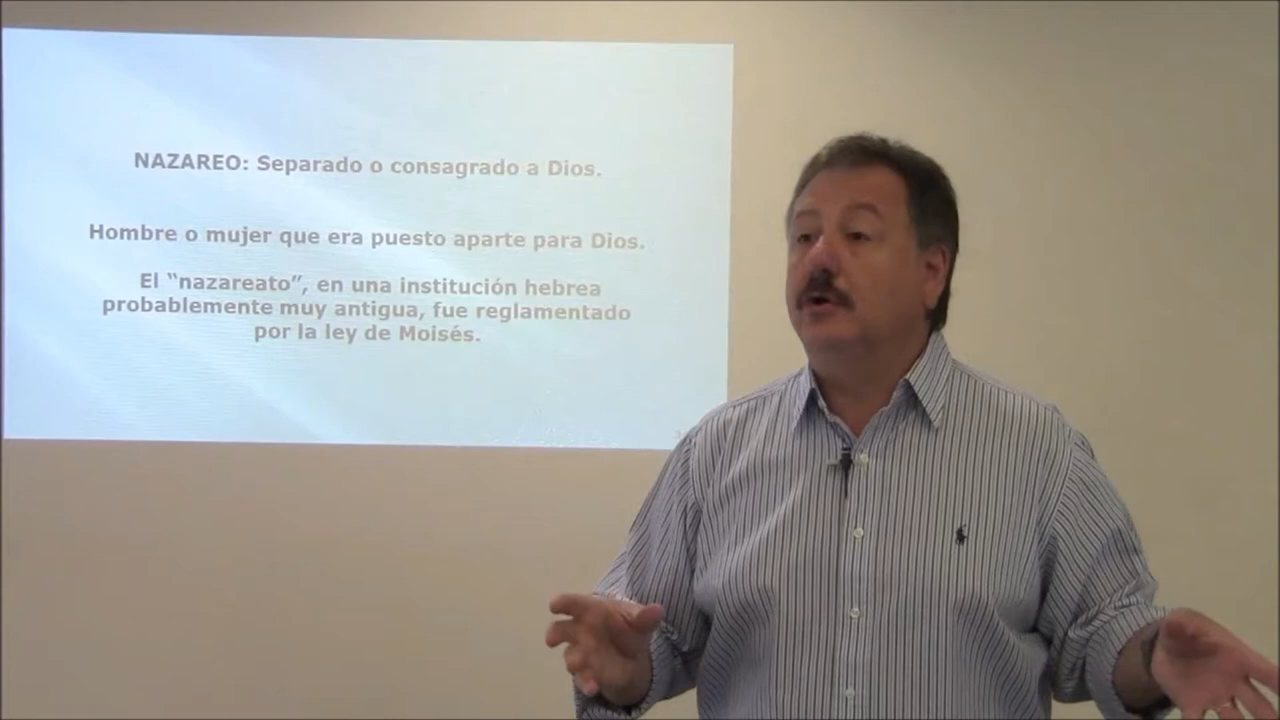 NAZAREO: Separado o consagrado a Dios.
Hombre o mujer que era puesto aparte para Dios.
El “nazareato”, en una institución hebrea
probablemente muy antigua, fue reglamentado
por la ley de Moisés.